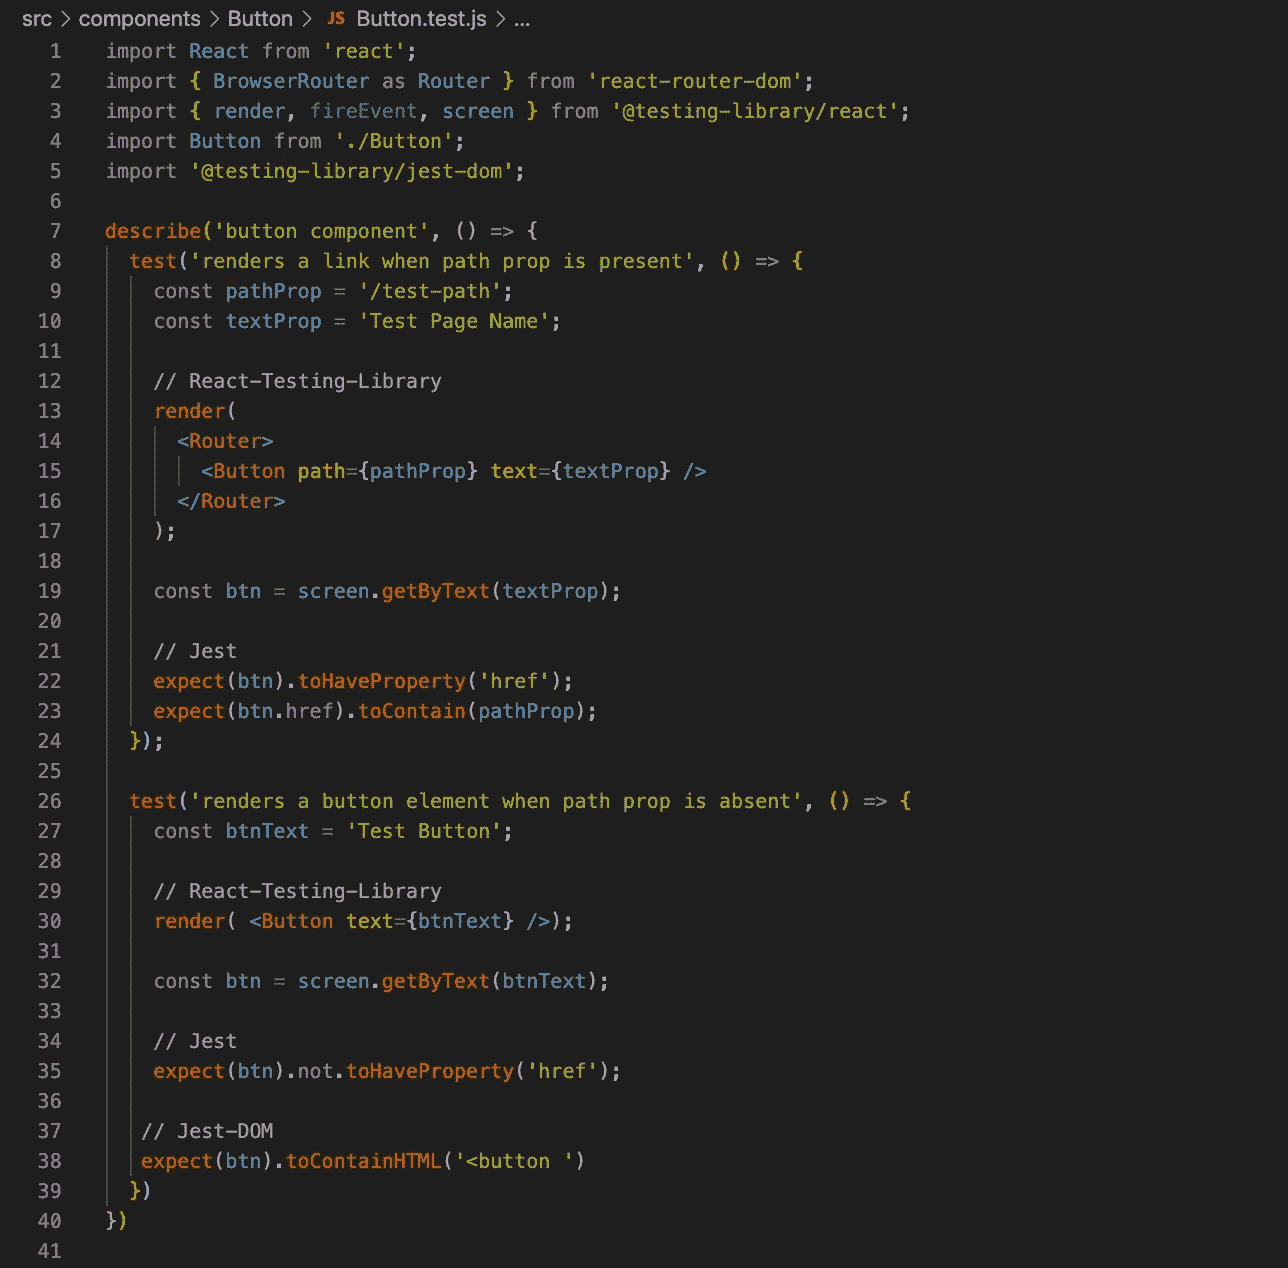 src > components > Button > JS Button.test.js > ...
1 import React from 'react';
2 import { BrowserRouter as Router } from 'react-router-dom';
3 import { render, fireEvent, screen } from '@testing-library/react';
4 import Button from './Button';
5 import '@testing-library/jest-dom';
6
7 describe('button component', () => {
8   test('renders a link when path prop is present', () => {
9     const pathProp = '/test-path';
10     const textProp = 'Test Page Name';
11
12     // React-Testing-Library
13     render(
14       <Router>
15         <Button path={pathProp} text={textProp} />
16       </Router>
17     );
18
19     const btn = screen.getByText(textProp);
20
21     // Jest
22     expect(btn).toHaveProperty('href');
23     expect(btn.href).toContain(pathProp);
24   });
25
26   test('renders a button element when path prop is absent', () => {
27     const btnText = 'Test Button';
28
29     // React-Testing-Library
30     render( <Button text={btnText} />);
31
32     const btn = screen.getByText(btnText);
33
34     // Jest
35     expect(btn).not.toHaveProperty('href');
36
37    // Jest-DOM
38    expect(btn).toContainHTML('<button ')
39   })
40 })
41